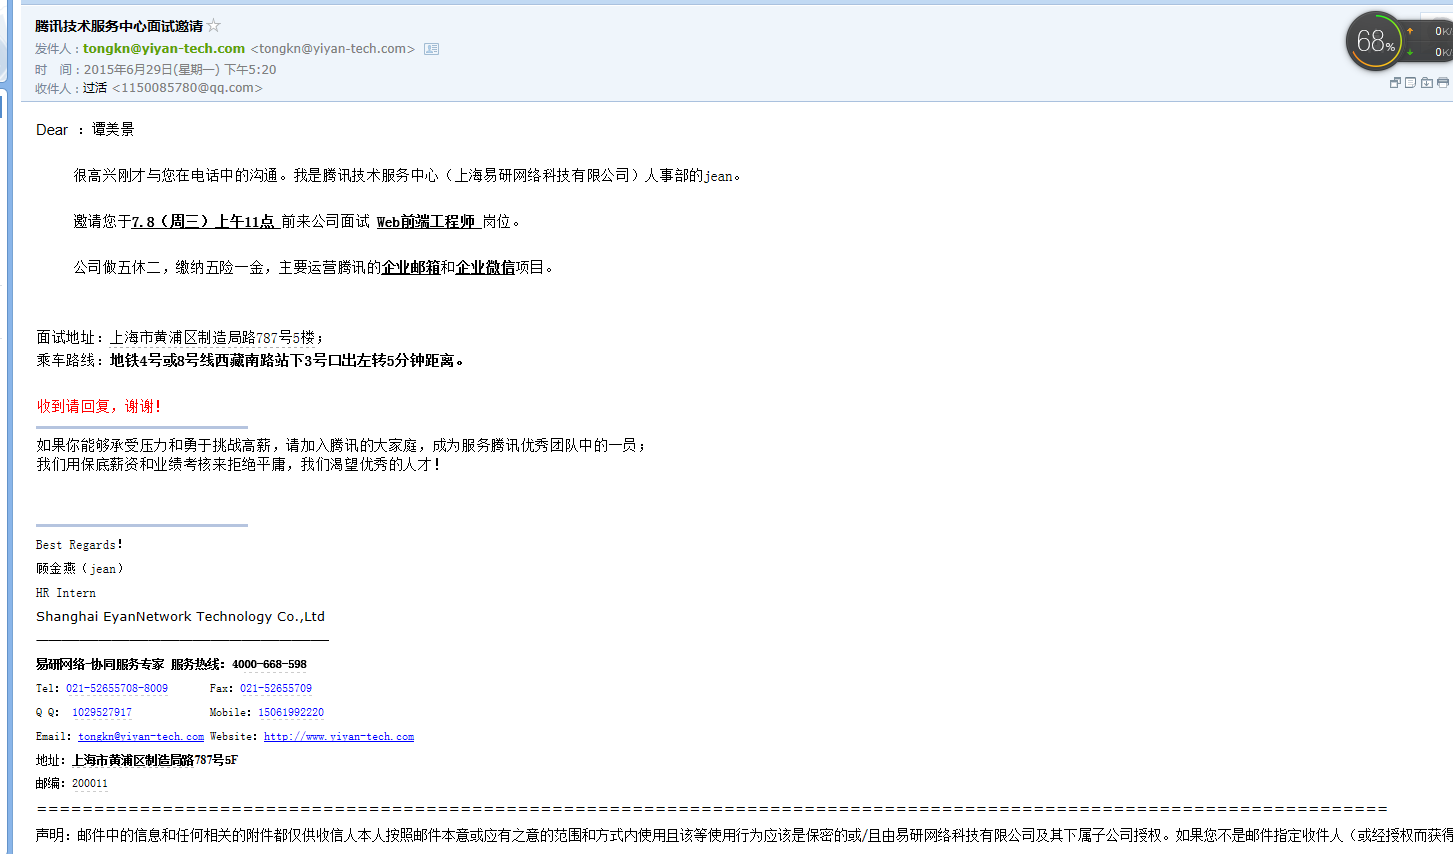 腾讯技术服务中心面试邀请☆
发件人：tongkn@yiyan-tech.com <tongkn@yiyan-tech.com>
时　间：2015年6月29日(星期一) 下午5:20
收件人：过活 <1150085780@qq.com>
68%
0K/
0K/
Dear ：谭美景
很高兴刚才与您在电话中的沟通。我是腾讯技术服务中心（上海易研网络科技有限公司）人事部的jean。
邀请您于7.8（周三）上午11点 前来公司面试 Web前端工程师 岗位。
公司做五休二，缴纳五险一金，主要运营腾讯的企业邮箱和企业微信项目。
面试地址：上海市黄浦区制造局路787号5楼；
乘车路线：地铁4号或8号线西藏南路站下3号口出左转5分钟距离。
收到请回复，谢谢！
如果你能够承受压力和勇于挑战高薪，请加入腾讯的大家庭，成为服务腾讯优秀团队中的一员；
我们用保底薪资和业绩考核来拒绝平庸，我们渴望优秀的人才！
Best Regards！
顾金燕（jean）
HR Intern
Shanghai EyanNetwork Technology Co.,Ltd
————————————————————————
易研网络-协同服务专家 服务热线：4000-668-598
Tel：021-52655708-8009 Fax：021-52655709
Q Q： 1029527917 Mobile：15061992220
Email：tongkn@yiyan-tech.com Website：http://www.yiyan-tech.com
地址：上海市黄浦区制造局路787号5F
邮编：200011
==========================================================================================================================
声明：邮件中的信息和任何相关的附件都仅供收信人本人按照邮件本意或应有之意的范围和方式内使用且该等使用行为应该是保密的或/且由易研网络科技有限公司及其下属子公司授权。如果您不是邮件指定收件人（或经授权而获得